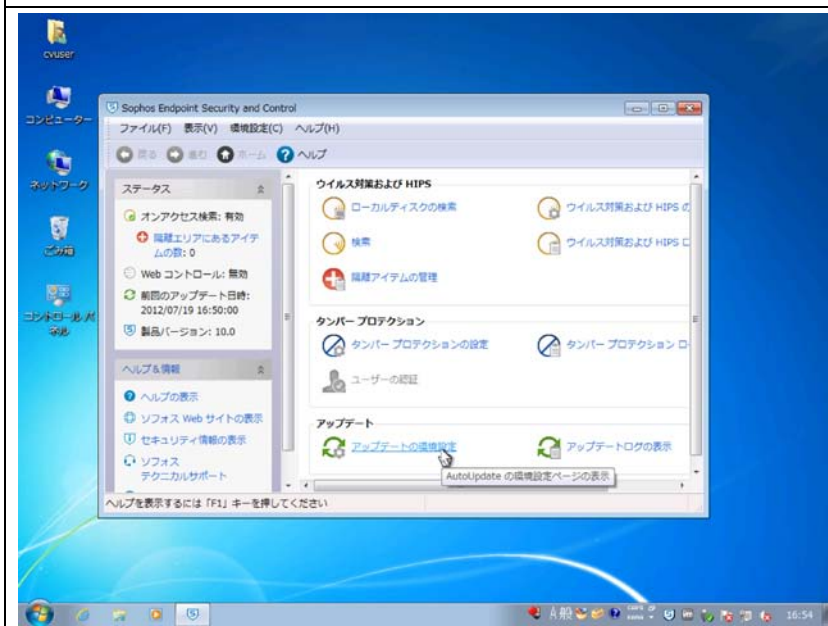 cvuser
コンピューター
ネットワーク
ごみ箱
コントロール パ
ネル
Sophos Endpoint Security and Control
ファイル(F) 表示(V) 環境設定(C) ヘルプ(H)
戻る 進む ホーム ヘルプ
ステータス
オンアクセス検索: 有効
隔離エリアにあるアイテ
ムの数: 0
Web コントロール: 無効
前回のアップデート日時:
2012/07/19 16:50:00
製品バージョン: 10.0
ヘルプ & 情報
ヘルプの表示
ソフォス Web サイトの表示
セキュリティ情報の表示
ソフォス
テクニカルサポート
ウイルス対策および HIPS
ローカルディスクの検索
ウイルス対策および HIPS の
検索
ウイルス対策および HIPS ロ
隔離アイテムの管理
タンパー プロテクション
タンパー プロテクションの設定
タンパー プロテクション ロ
ユーザーの認証
アップデート
アップデートの環境設定
アップデートログの表示
AutoUpdate の環境設定ページの表示
ヘルプを表示するには「F1」キーを押してください
A 般
CAPS
KANA
16:54